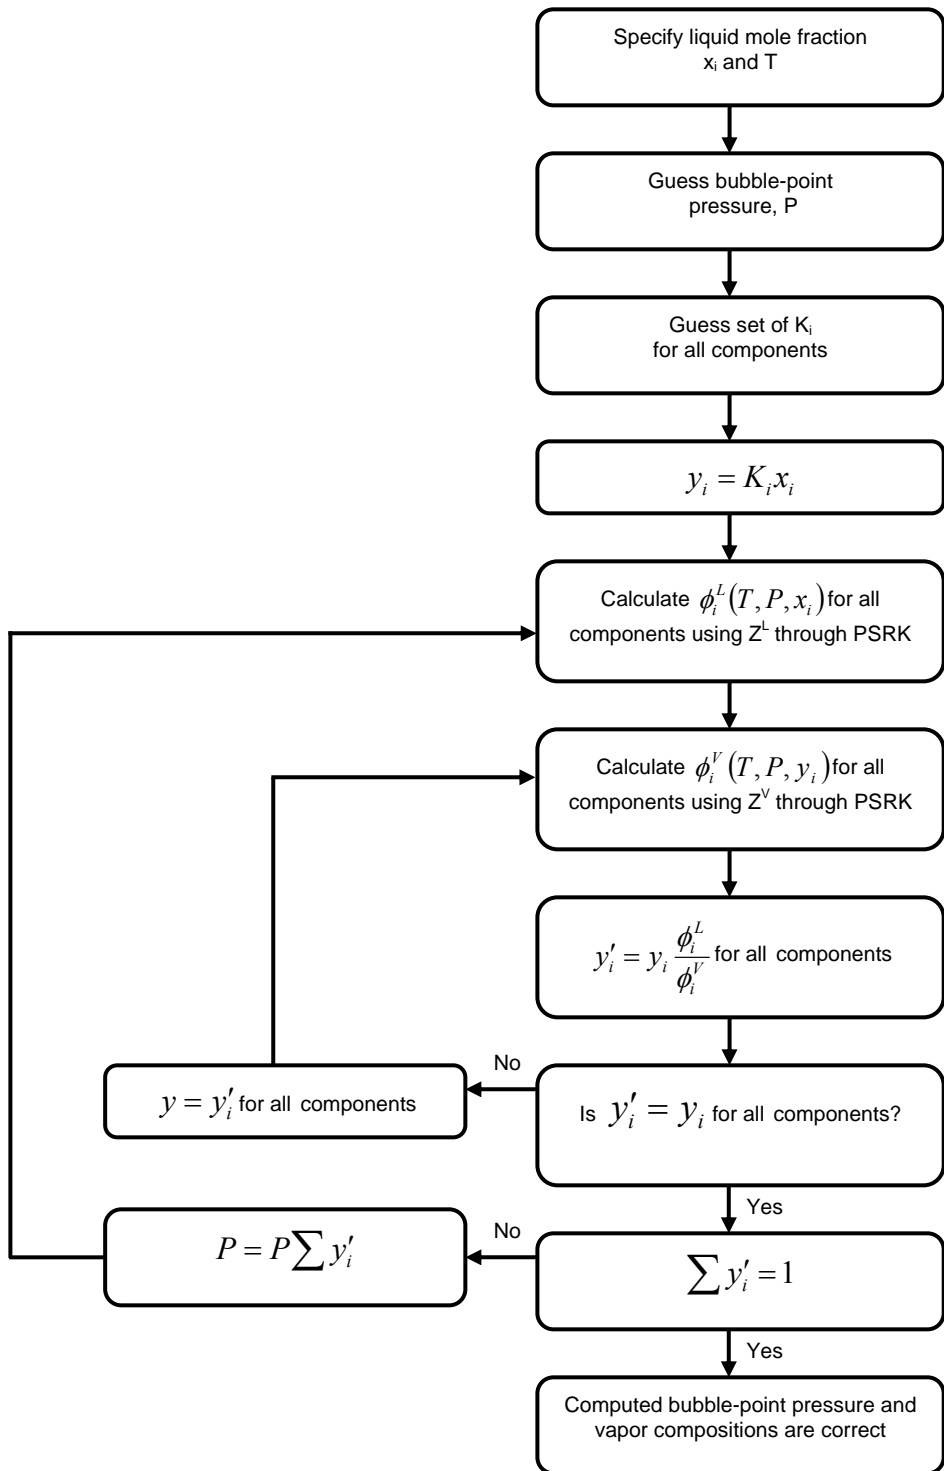 Specify liquid mole fraction
xᵢ and T
Guess bubble-point
pressure, P
Guess set of Kᵢ
for all components
yᵢ = Kᵢxᵢ
Calculate ϕᵢᴸ(T, P, xᵢ) for all
components using Zᴸ through PSRK
Calculate ϕᵢⱽ(T, P, yᵢ) for all
components using Zⱽ through PSRK
y′ᵢ = yᵢ ϕᵢᴸ/ϕᵢⱽ for all components
No
y = y′ᵢ for all components
Is y′ᵢ = yᵢ for all components?
Yes
No
P = P∑ y′ᵢ
∑ y′ᵢ = 1
Yes
Computed bubble-point pressure and
vapor compositions are correct